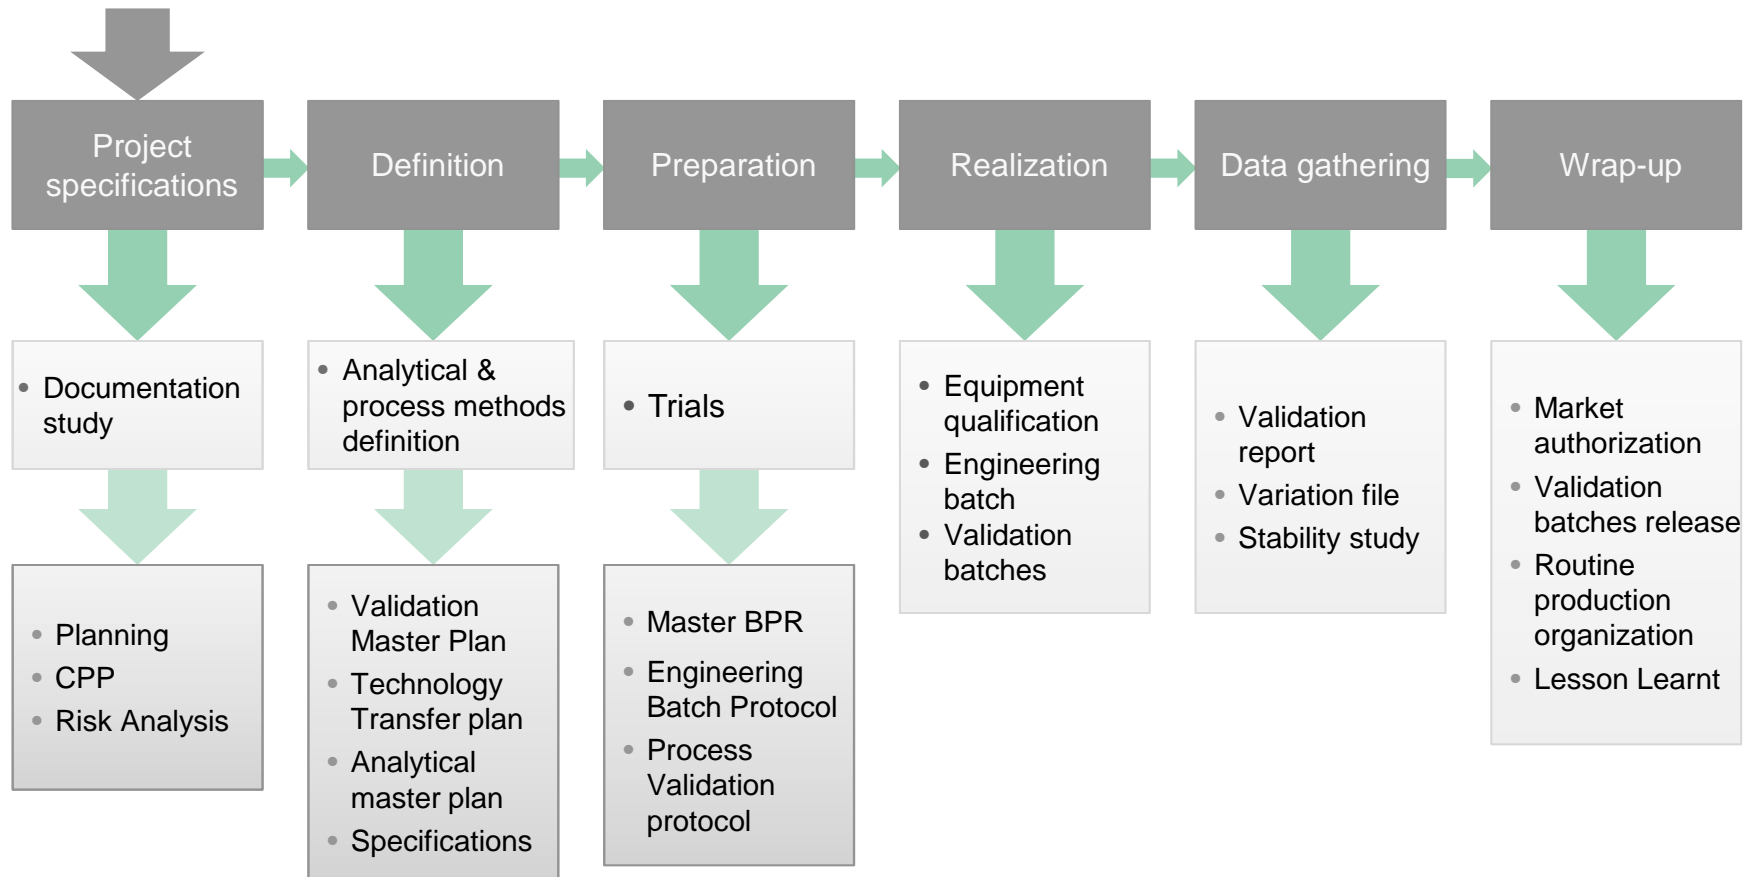 Project
specifications
Definition
Preparation
Realization
Data gathering
Wrap-up
• Documentation
study
• Analytical &
process methods
definition
• Trials
• Equipment
qualification
• Engineering
batch
• Validation
batches
• Validation
report
• Variation file
• Stability study
• Market
authorization
• Validation
batches release
• Routine
production
organization
• Lesson Learnt
• Planning
• CPP
• Risk Analysis
• Validation
Master Plan
• Technology
Transfer plan
• Analytical
master plan
• Specifications
• Master BPR
• Engineering
Batch Protocol
• Process
Validation
protocol